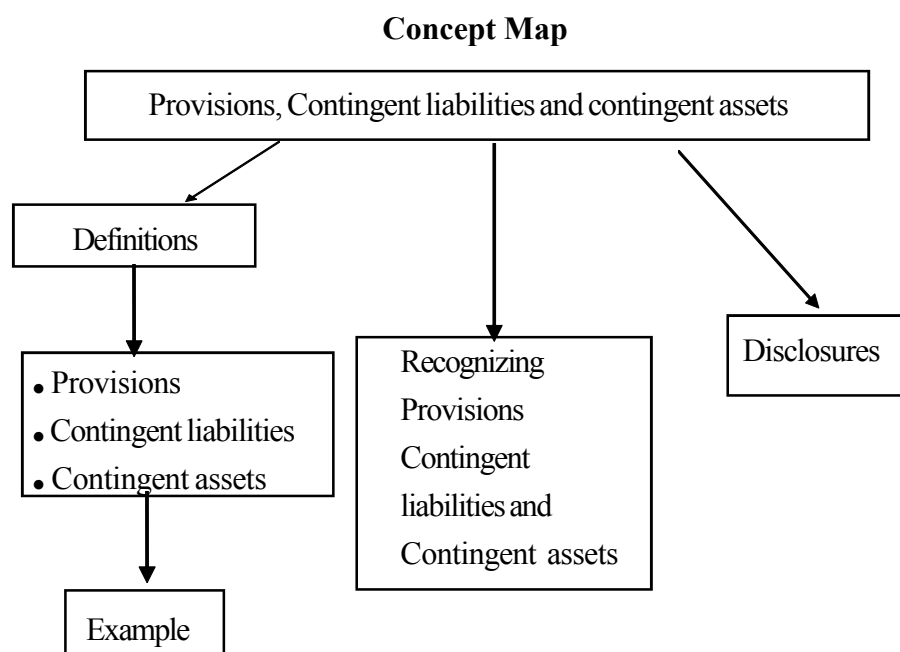 Concept Map
Provisions, Contingent liabilities and contingent assets
Definitions
• Provisions
• Contingent liabilities
• Contingent assets
Example
Recognizing
Provisions
Contingent
liabilities and
Contingent assets
Disclosures